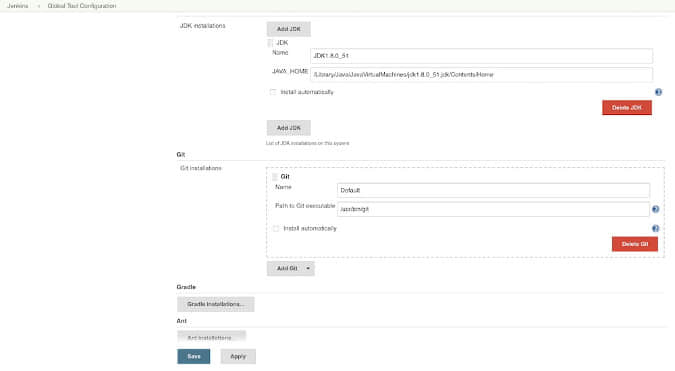 Jenkins › Global Tool Configuration
JDK installations
Add JDK
JDK
Name
JDK1.8.0_51
JAVA_HOME
/Library/Java/JavaVirtualMachines/jdk1.8.0_51.jdk/Contents/Home
Install automatically
Delete JDK
Add JDK
List of JDK installations on this system
Git
Git installations
Git
Name
Default
Path to Git executable
/usr/bin/git
Install automatically
Delete Git
Add Git
Gradle
Gradle installations...
Ant
Ant installations...
Save
Apply